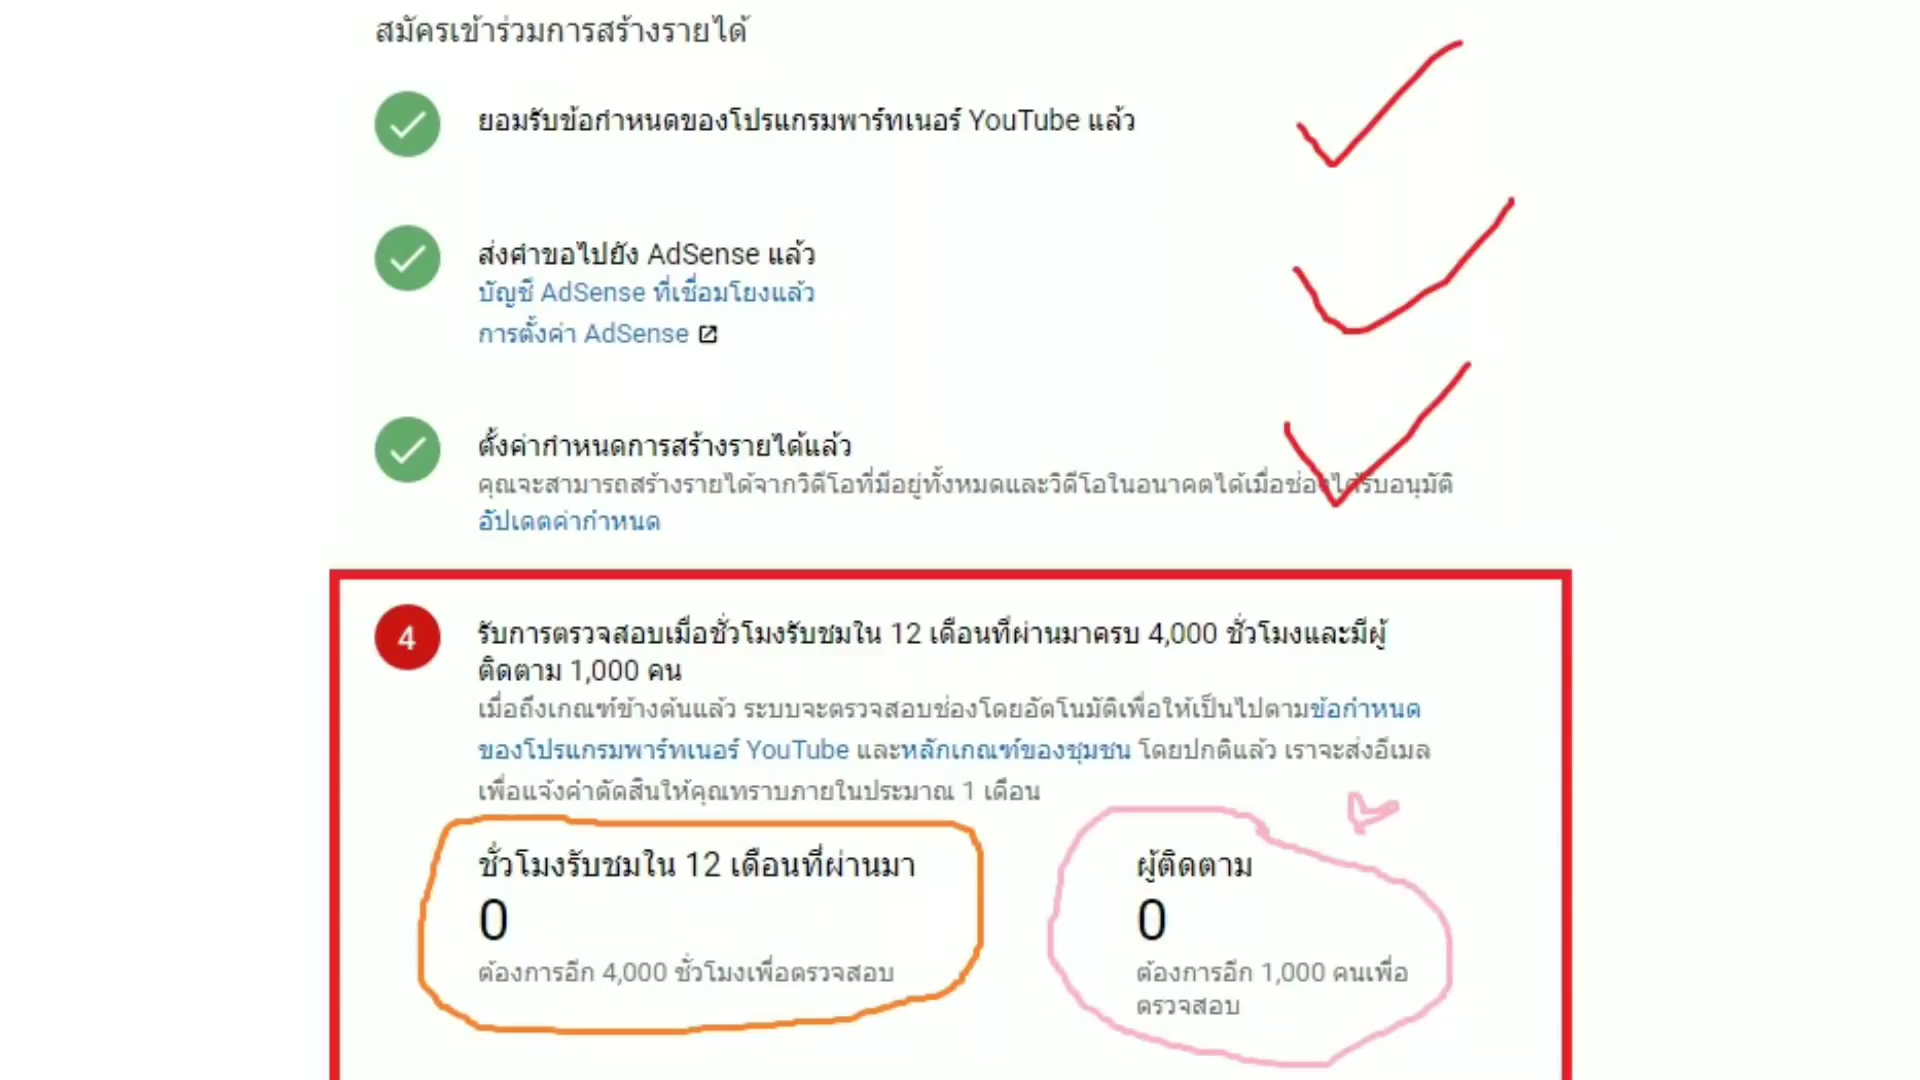 สมัครเข้าร่วมการสร้างรายได้
ยอมรับข้อกำหนดของโปรแกรมพาร์ทเนอร์ YouTube แล้ว
ส่งคำขอไปยัง AdSense แล้ว
บัญชี AdSense ที่เชื่อมโยงแล้ว
การตั้งค่า AdSense
ตั้งค่ากำหนดการสร้างรายได้แล้ว
คุณจะสามารถสร้างรายได้จากวิดีโอที่มีอยู่ทั้งหมดและวิดีโอในอนาคตได้เมื่อช่องได้รับอนุมัติ
อัปเดตค่ากำหนด
4
รับการตรวจสอบเมื่อชั่วโมงรับชมใน 12 เดือนที่ผ่านมาครบ 4,000 ชั่วโมงและมีผู้
ติดตาม 1,000 คน
เมื่อถึงเกณฑ์ข้างต้นแล้ว ระบบจะตรวจสอบช่องโดยอัตโนมัติเพื่อให้เป็นไปตามข้อกำหนด
ของโปรแกรมพาร์ทเนอร์ YouTube และหลักเกณฑ์ของชุมชน โดยปกติแล้ว เราจะส่งอีเมล
เพื่อแจ้งคำตัดสินให้คุณทราบภายในประมาณ 1 เดือน
ชั่วโมงรับชมใน 12 เดือนที่ผ่านมา
0
ต้องการอีก 4,000 ชั่วโมงเพื่อตรวจสอบ
ผู้ติดตาม
0
ต้องการอีก 1,000 คนเพื่อ
ตรวจสอบ